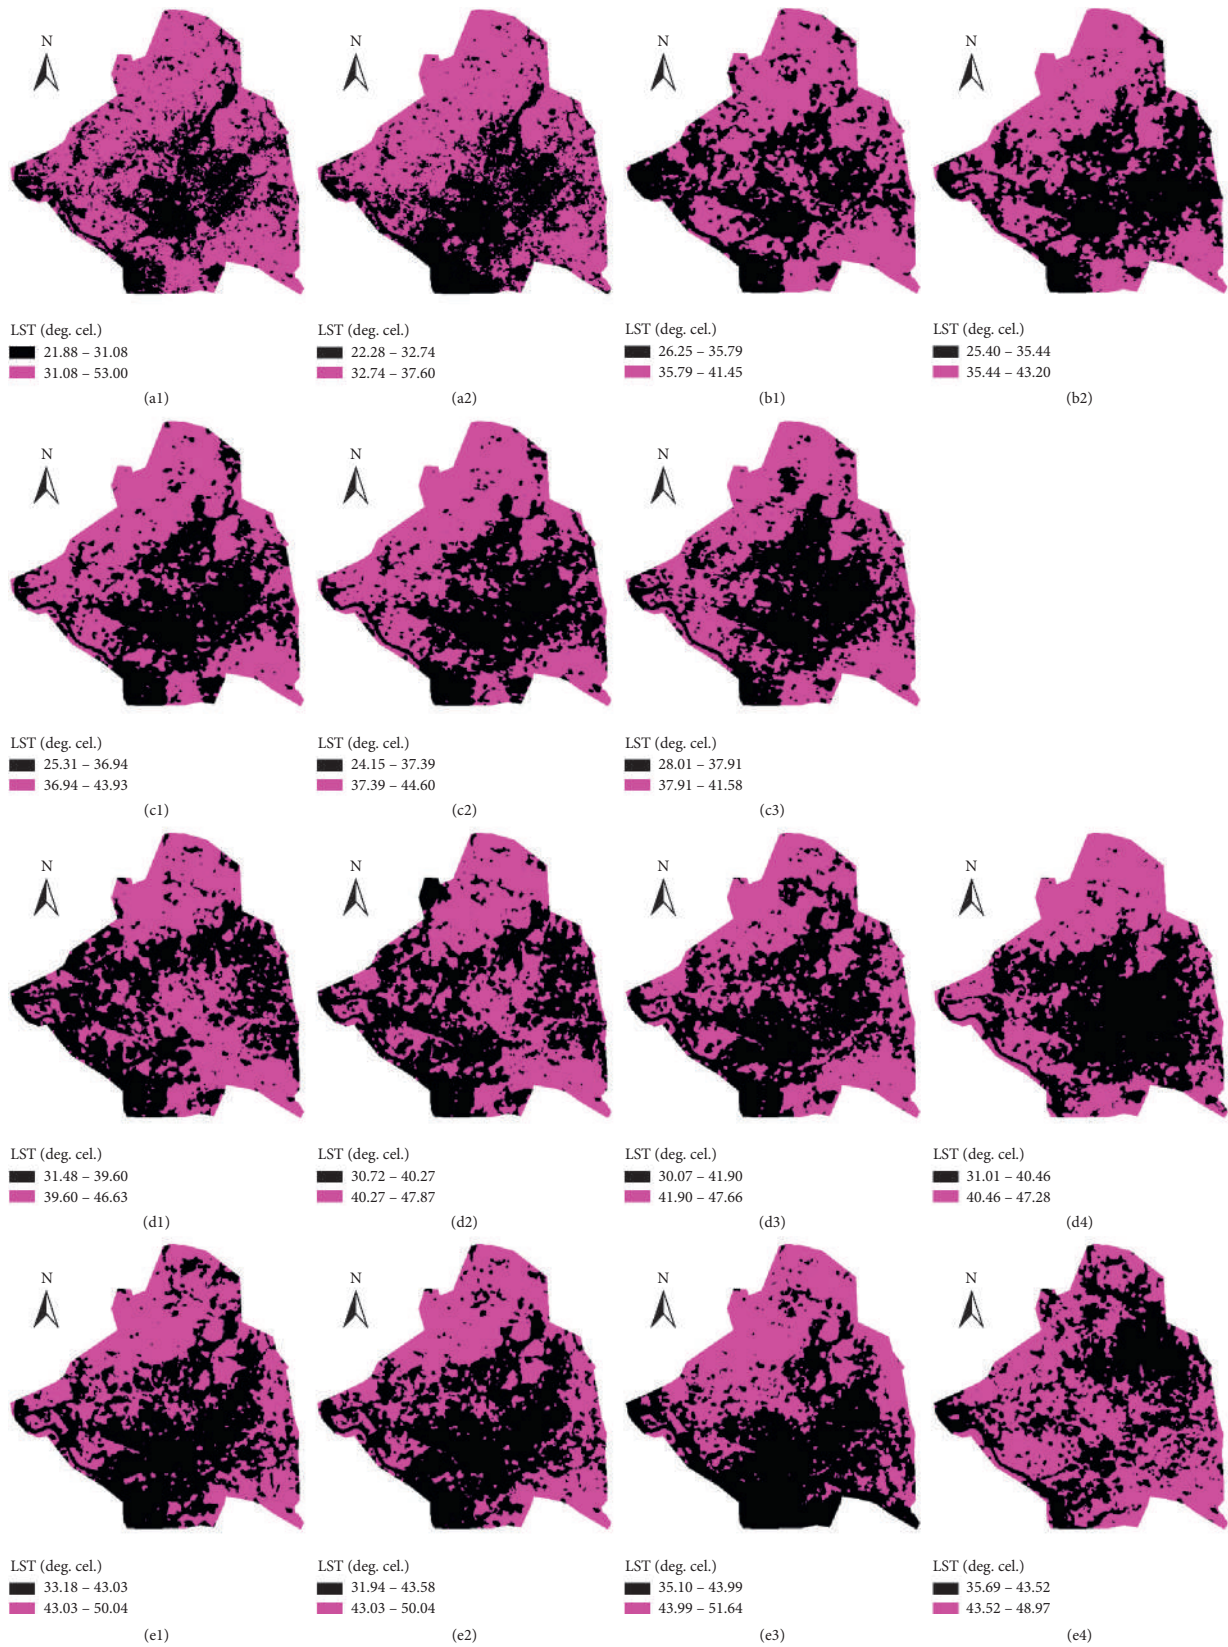 N N N N
LST (deg. cel.) LST (deg. cel.) LST (deg. cel.) LST (deg. cel.)
21.88 – 31.08 22.28 – 32.74 26.25 – 35.79 25.40 – 35.44
31.08 – 53.00 32.74 – 37.60 35.79 – 41.45 35.44 – 43.20
(a1) (a2) (b1) (b2)
N N N
LST (deg. cel.) LST (deg. cel.) LST (deg. cel.)
25.31 – 36.94 24.15 – 37.39 28.01 – 37.91
36.94 – 43.93 37.39 – 44.60 37.91 – 41.58
(c1) (c2) (c3)
N N N N
LST (deg. cel.) LST (deg. cel.) LST (deg. cel.) LST (deg. cel.)
31.48 – 39.60 30.72 – 40.27 30.07 – 41.90 31.01 – 40.46
39.60 – 46.63 40.27 – 47.87 41.90 – 47.66 40.46 – 47.28
(d1) (d2) (d3) (d4)
N N N N
LST (deg. cel.) LST (deg. cel.) LST (deg. cel.) LST (deg. cel.)
33.18 – 43.03 31.94 – 43.58 35.10 – 43.99 35.69 – 43.52
43.03 – 50.04 43.03 – 50.04 43.99 – 51.64 43.52 – 48.97
(e1) (e2) (e3) (e4)